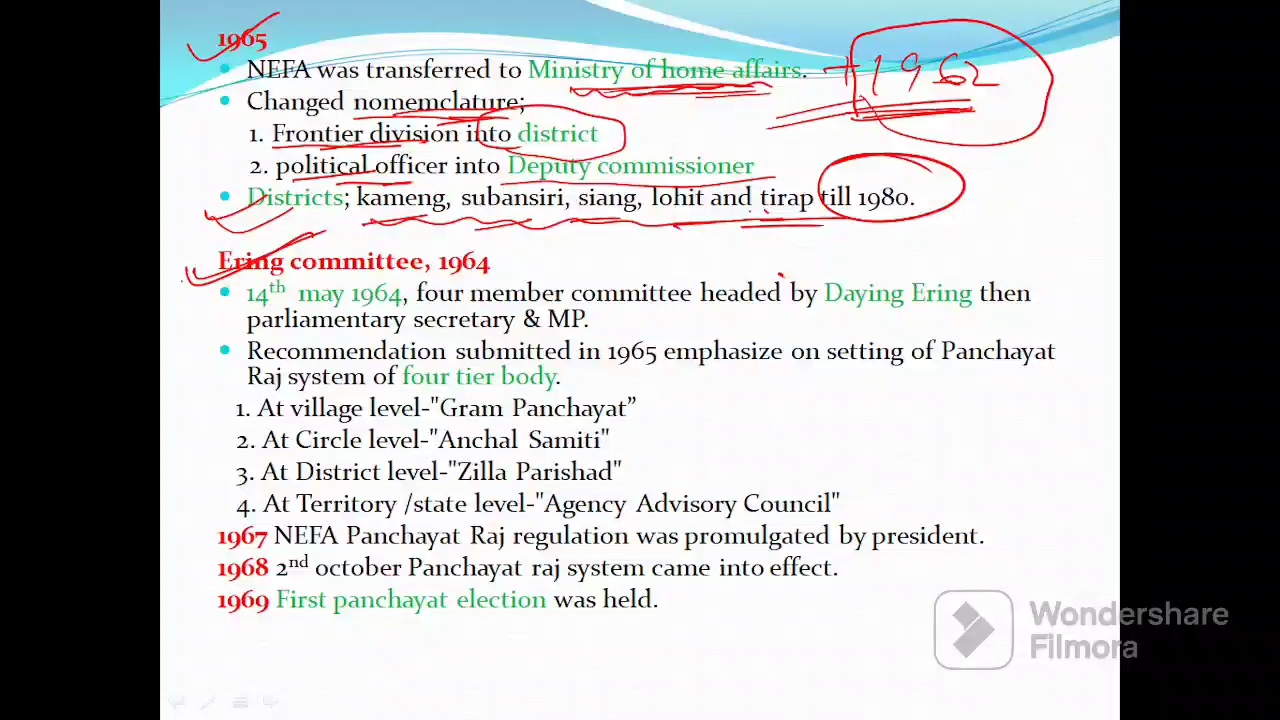 1965
NEFA was transferred to Ministry of home affairs. 1962
Changed nomemclature;
1. Frontier division into district
2. political officer into Deputy commissioner
Districts; kameng, subansiri, siang, lohit and tirap till 1980.
Ering committee, 1964
14th may 1964, four member committee headed by Daying Ering then
parliamentary secretary & MP.
Recommendation submitted in 1965 emphasize on setting of Panchayat
Raj system of four tier body.
1. At village level-"Gram Panchayat”
2. At Circle level-"Anchal Samiti"
3. At District level-"Zilla Parishad"
4. At Territory /state level-"Agency Advisory Council"
1967 NEFA Panchayat Raj regulation was promulgated by president.
1968 2nd october Panchayat raj system came into effect.
1969 First panchayat election was held.
Wondershare
Filmora